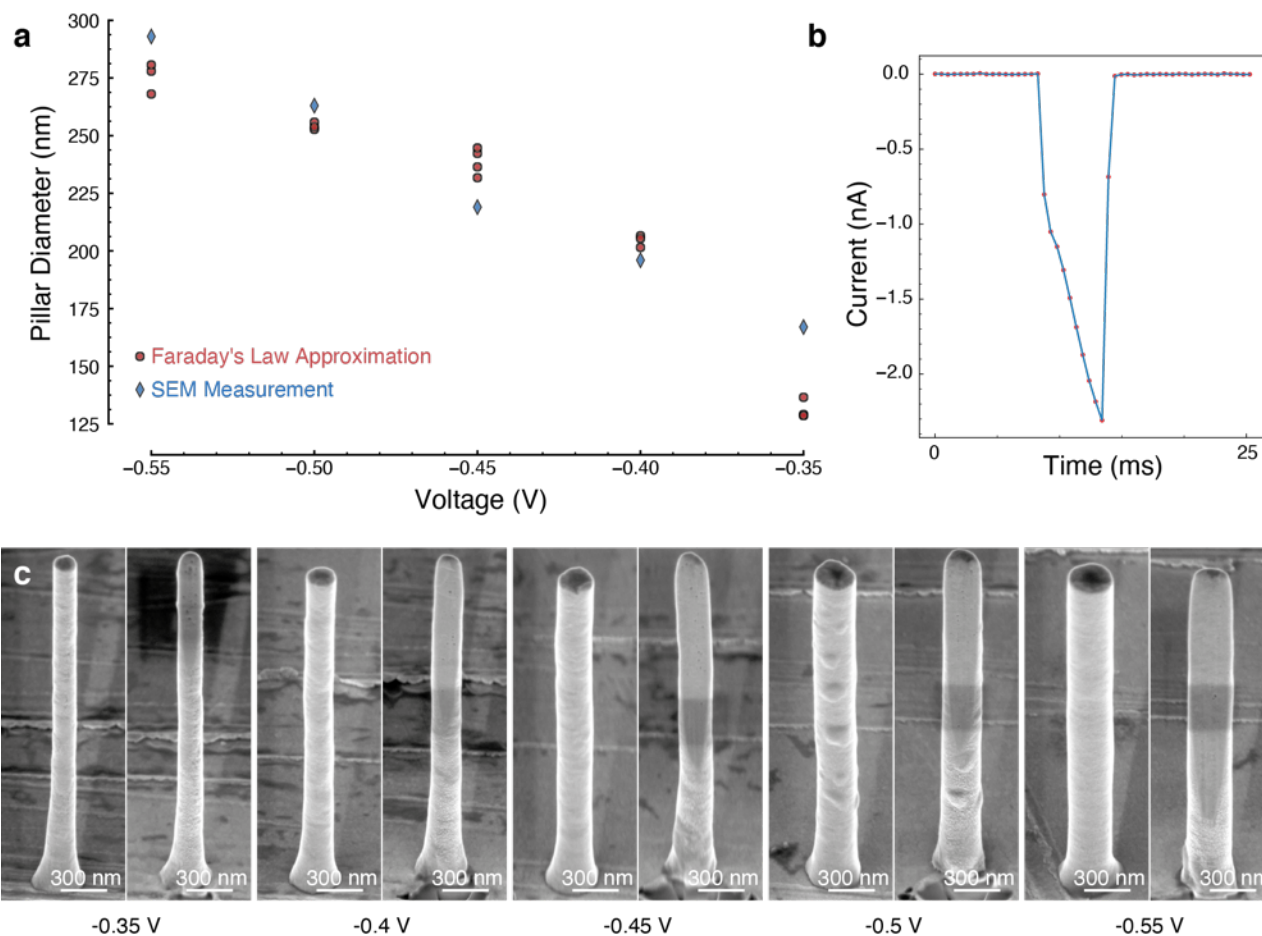 a
300
275
250
225
200
175
150
125
Pillar Diameter (nm)
Faraday's Law Approximation
SEM Measurement
−0.55 −0.50 −0.45 −0.40 −0.35
Voltage (V)
b
0.0
−0.5
−1.0
−1.5
−2.0
Current (nA)
0 25
Time (ms)
c
300 nm 300 nm 300 nm 300 nm 300 nm 300 nm 300 nm 300 nm 300 nm 300 nm
-0.35 V -0.4 V -0.45 V -0.5 V -0.55 V